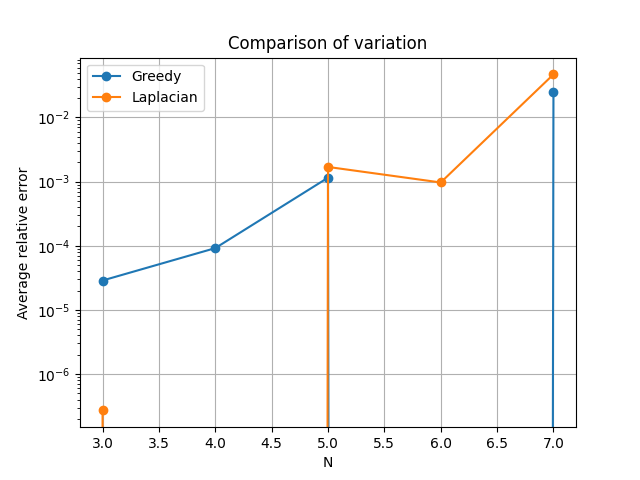 Comparison of variation
Greedy
Laplacian
Average relative error
10⁻²
10⁻³
10⁻⁴
10⁻⁵
10⁻⁶
3.0 3.5 4.0 4.5 5.0 5.5 6.0 6.5 7.0
N